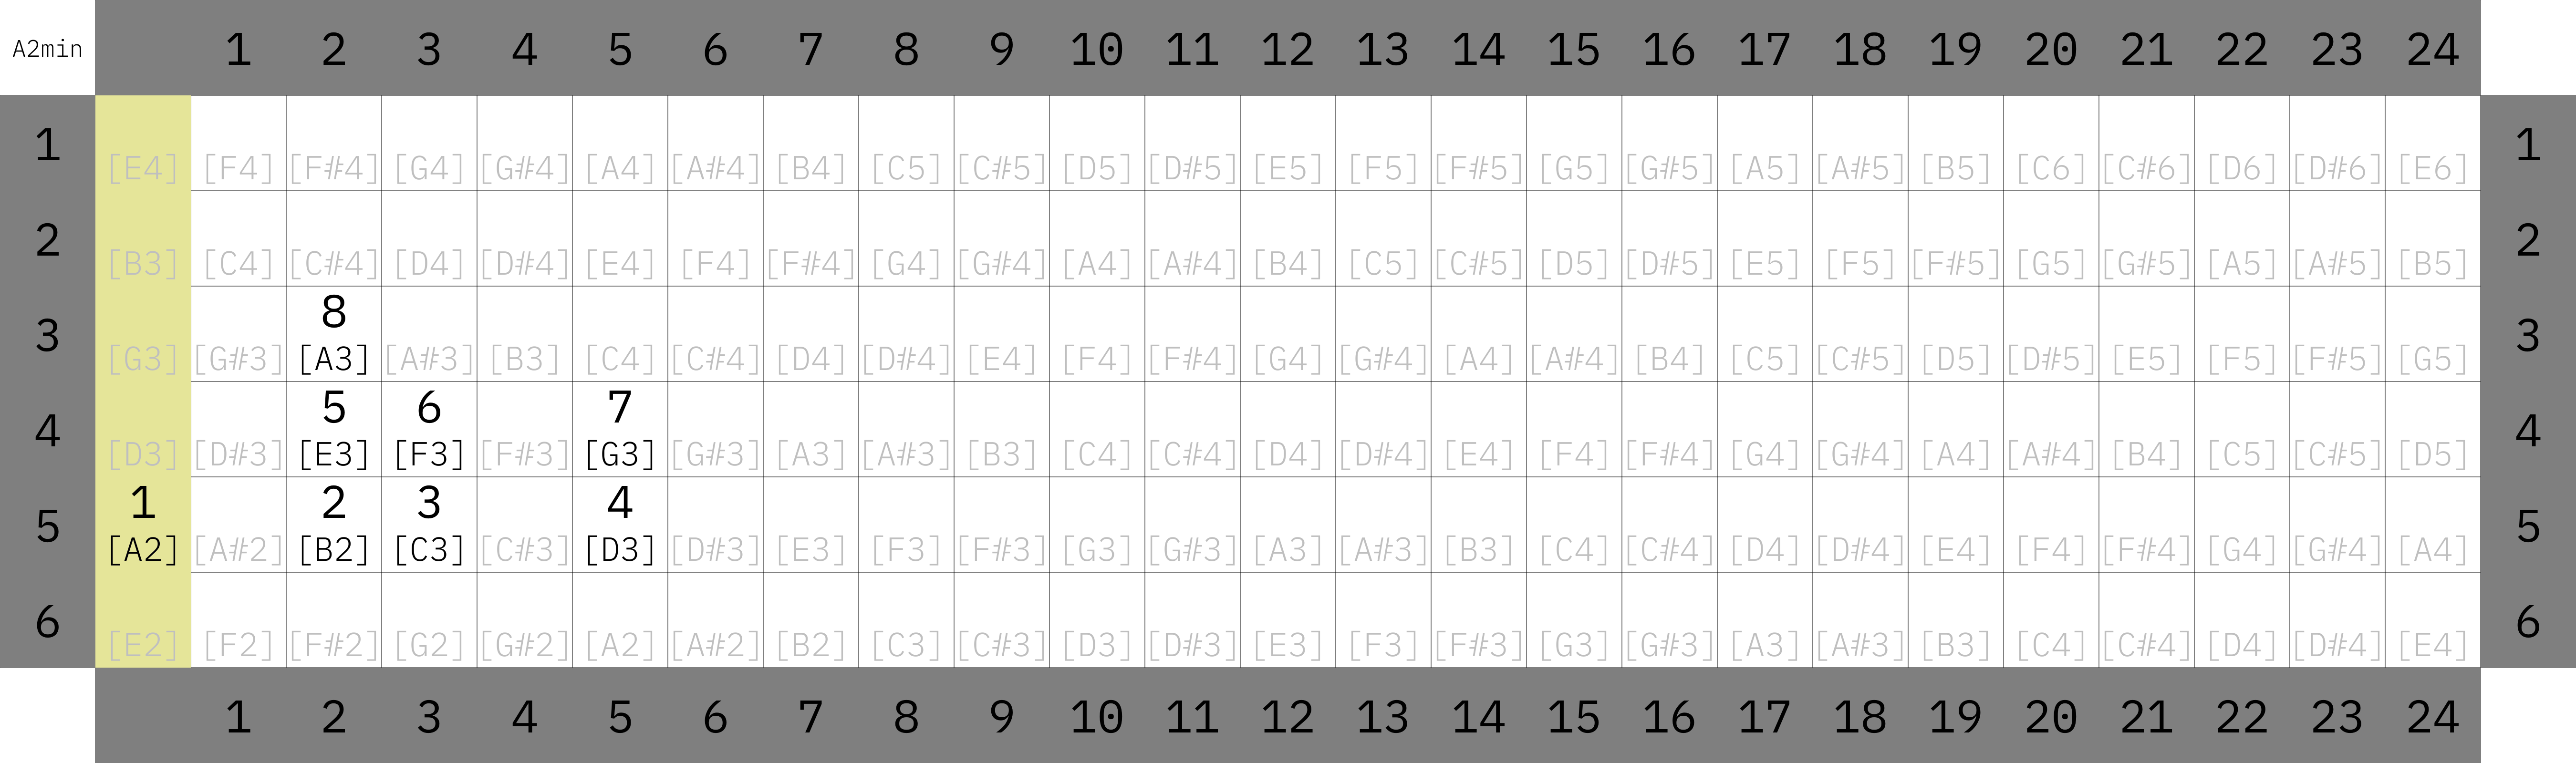 A2min 1 2 3 4 5 6 7 8 9 10 11 12 13 14 15 16 17 18 19 20 21 22 23 24
1 [E4] [F4] [F#4] [G4] [G#4] [A4] [A#4] [B4] [C5] [C#5] [D5] [D#5] [E5] [F5] [F#5] [G5] [G#5] [A5] [A#5] [B5] [C6] [C#6] [D6] [D#6] [E6] 1
2 [B3] [C4] [C#4] [D4] [D#4] [E4] [F4] [F#4] [G4] [G#4] [A4] [A#4] [B4] [C5] [C#5] [D5] [D#5] [E5] [F5] [F#5] [G5] [G#5] [A5] [A#5] [B5] 2
8
3 [G3] [G#3] [A3] [A#3] [B3] [C4] [C#4] [D4] [D#4] [E4] [F4] [F#4] [G4] [G#4] [A4] [A#4] [B4] [C5] [C#5] [D5] [D#5] [E5] [F5] [F#5] [G5] 3
5 6 7
4 [D3] [D#3] [E3] [F3] [F#3] [G3] [G#3] [A3] [A#3] [B3] [C4] [C#4] [D4] [D#4] [E4] [F4] [F#4] [G4] [G#4] [A4] [A#4] [B4] [C5] [C#5] [D5] 4
1 2 3 4
5 [A2] [A#2] [B2] [C3] [C#3] [D3] [D#3] [E3] [F3] [F#3] [G3] [G#3] [A3] [A#3] [B3] [C4] [C#4] [D4] [D#4] [E4] [F4] [F#4] [G4] [G#4] [A4] 5
6 [E2] [F2] [F#2] [G2] [G#2] [A2] [A#2] [B2] [C3] [C#3] [D3] [D#3] [E3] [F3] [F#3] [G3] [G#3] [A3] [A#3] [B3] [C4] [C#4] [D4] [D#4] [E4] 6
1 2 3 4 5 6 7 8 9 10 11 12 13 14 15 16 17 18 19 20 21 22 23 24